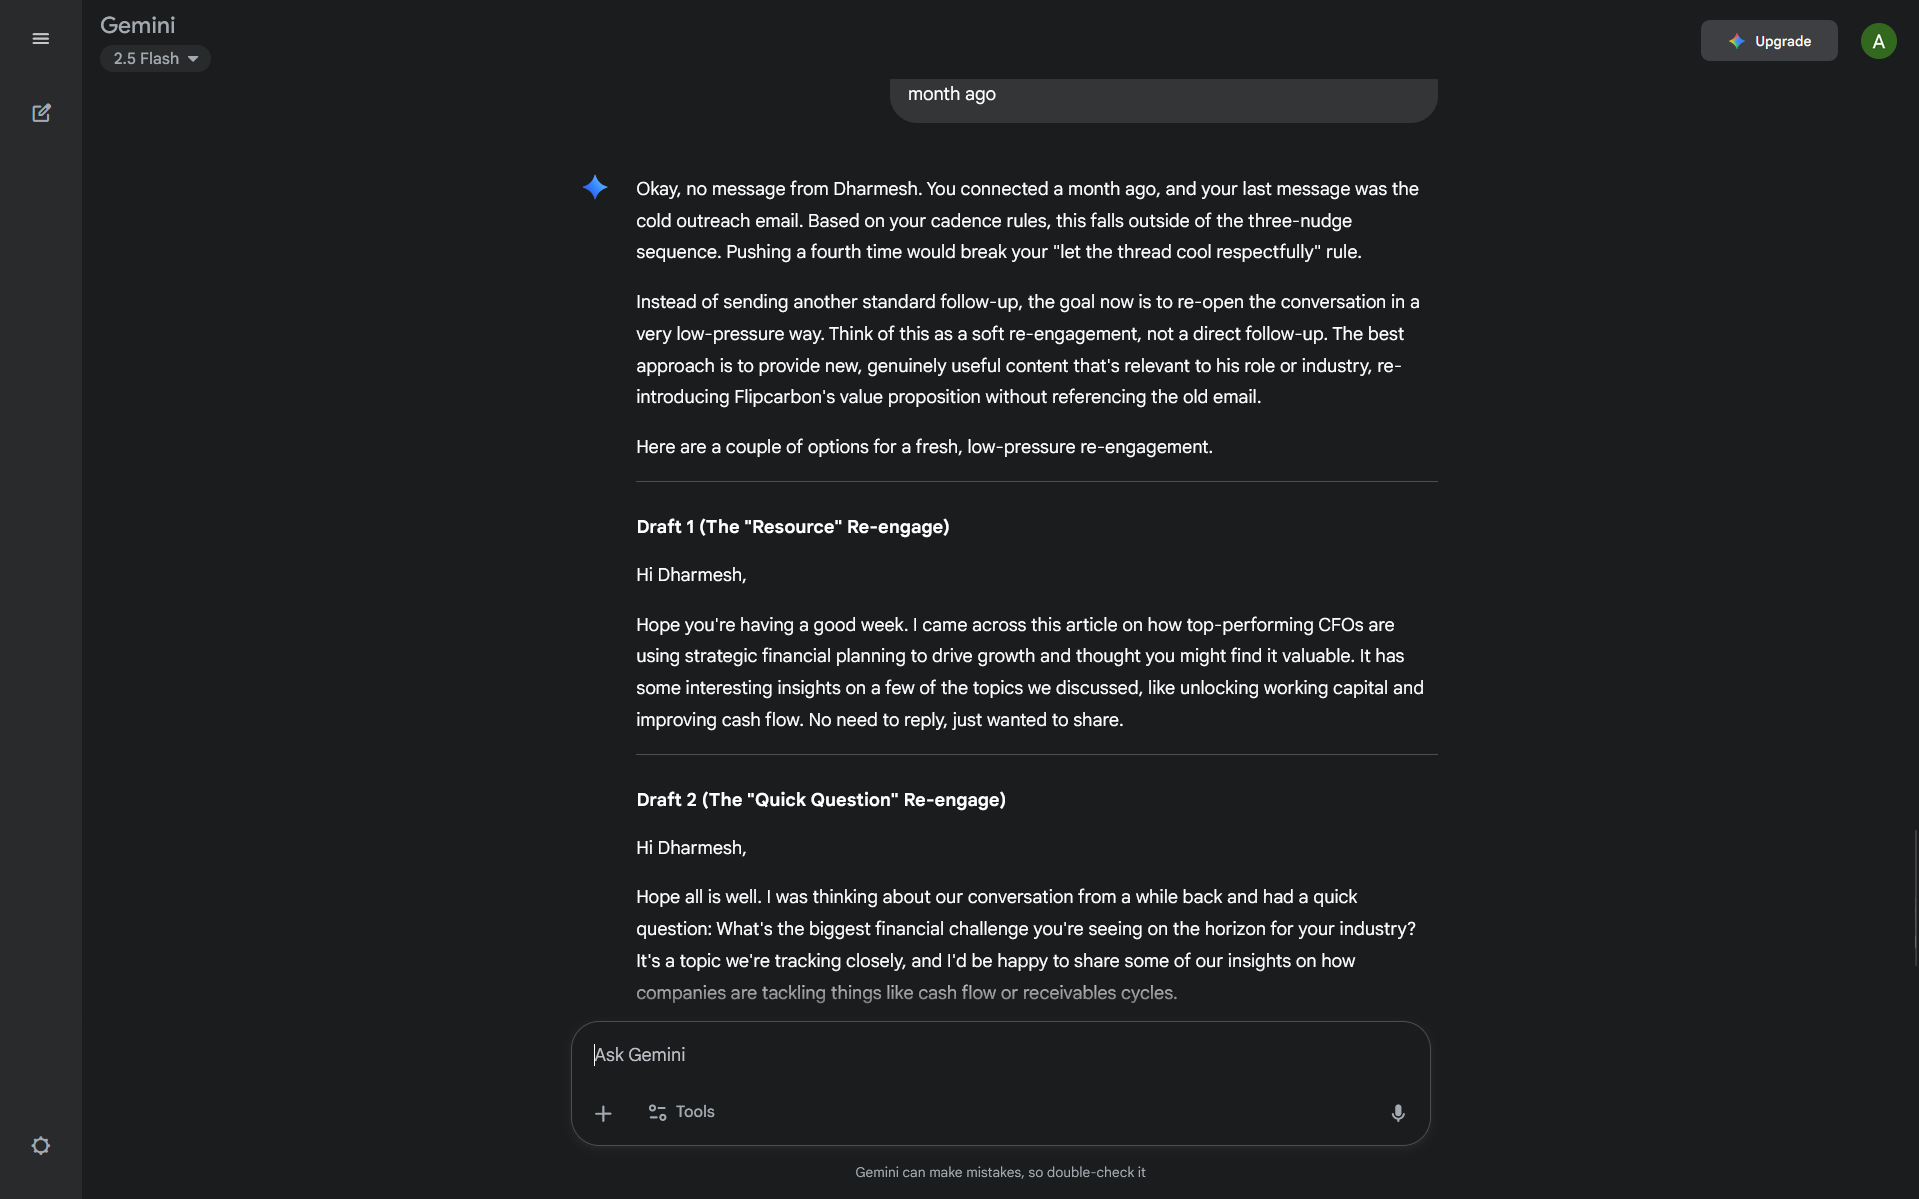 Gemini
2.5 Flash
Upgrade
A
month ago
Okay, no message from Dharmesh. You connected a month ago, and your last message was the
cold outreach email. Based on your cadence rules, this falls outside of the three-nudge
sequence. Pushing a fourth time would break your "let the thread cool respectfully" rule.
Instead of sending another standard follow-up, the goal now is to re-open the conversation in a
very low-pressure way. Think of this as a soft re-engagement, not a direct follow-up. The best
approach is to provide new, genuinely useful content that's relevant to his role or industry, re-
introducing Flipcarbon's value proposition without referencing the old email.
Here are a couple of options for a fresh, low-pressure re-engagement.
Draft 1 (The "Resource" Re-engage)
Hi Dharmesh,
Hope you're having a good week. I came across this article on how top-performing CFOs are
using strategic financial planning to drive growth and thought you might find it valuable. It has
some interesting insights on a few of the topics we discussed, like unlocking working capital and
improving cash flow. No need to reply, just wanted to share.
Draft 2 (The "Quick Question" Re-engage)
Hi Dharmesh,
Hope all is well. I was thinking about our conversation from a while back and had a quick
question: What's the biggest financial challenge you're seeing on the horizon for your industry?
It's a topic we're tracking closely, and I'd be happy to share some of our insights on how
companies are tackling things like cash flow or receivables cycles.
Ask Gemini
Tools
Gemini can make mistakes, so double-check it